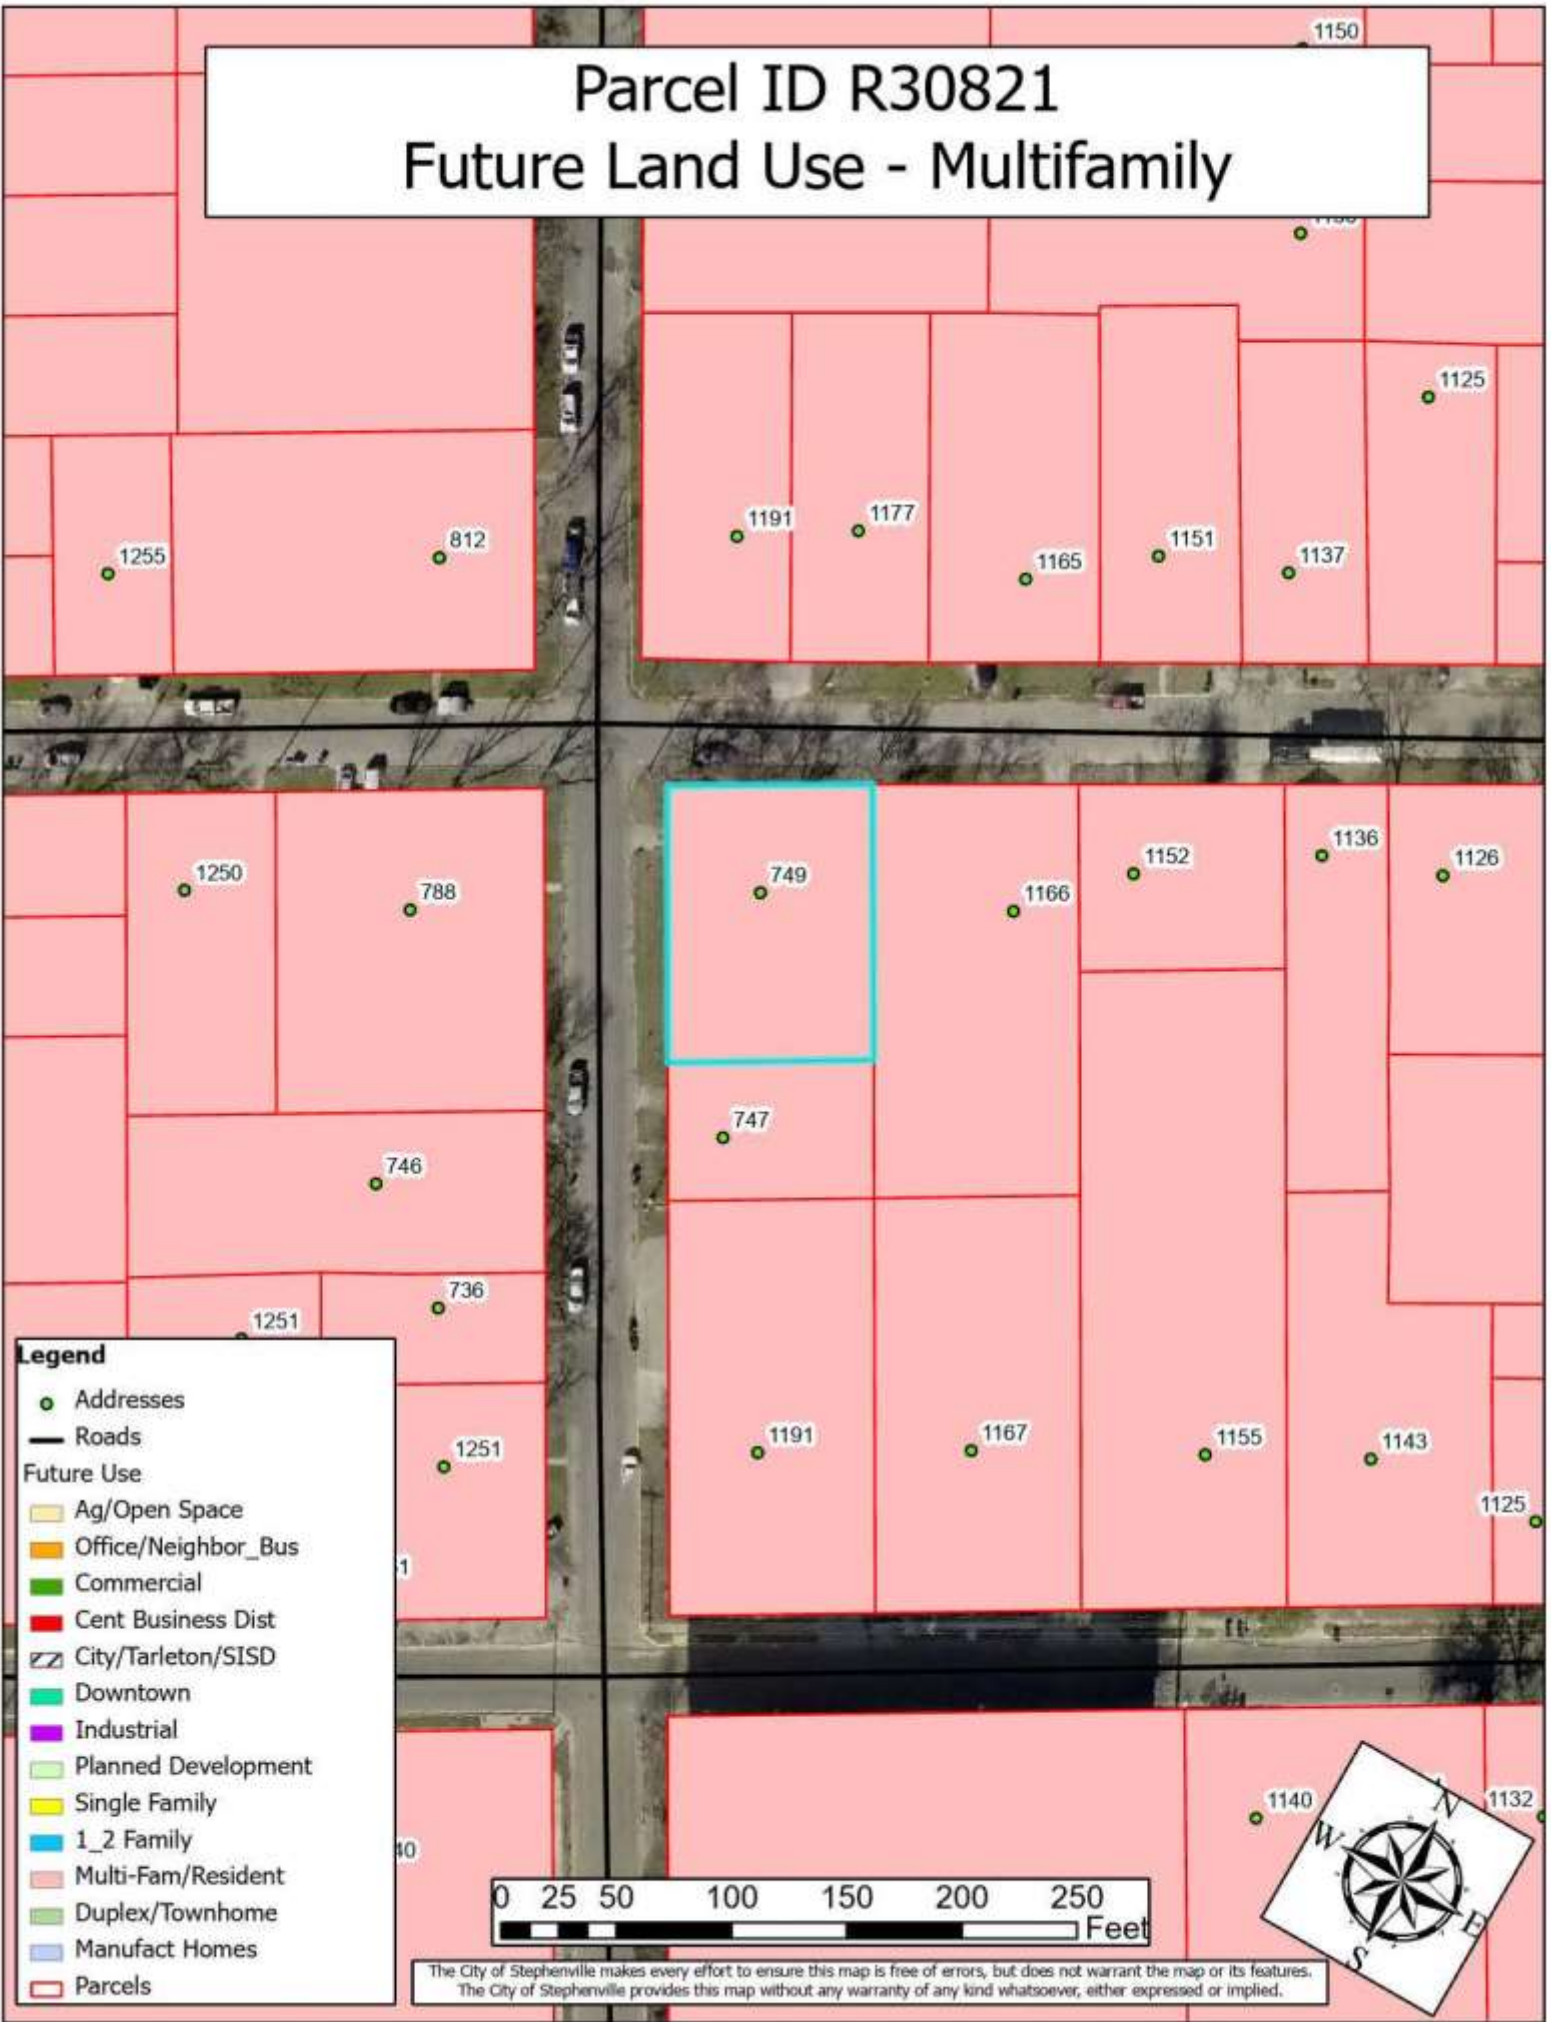 1150
Parcel ID R30821
Future Land Use - Multifamily
1125
1191
1177
1165
1151
1137
1255
812
1250
788
749
1166
1152
1136
1126
747
746
736
1251
1251
1191
1167
1155
1143
1125
Legend
Addresses
Roads
Future Use
Ag/Open Space
Office/Neighbor_Bus
Commercial
Cent Business Dist
City/Tarleton/SISD
Downtown
Industrial
Planned Development
Single Family
1_2 Family
Multi-Fam/Resident
Duplex/Townhome
Manufact Homes
Parcels
40
1140
1132
N
W
E
S
0 25 50 100 150 200 250
Feet
The City of Stephenville makes every effort to ensure this map is free of errors, but does not warrant the map or its features.
The City of Stephenville provides this map without any warranty of any kind whatsoever, either expressed or implied.